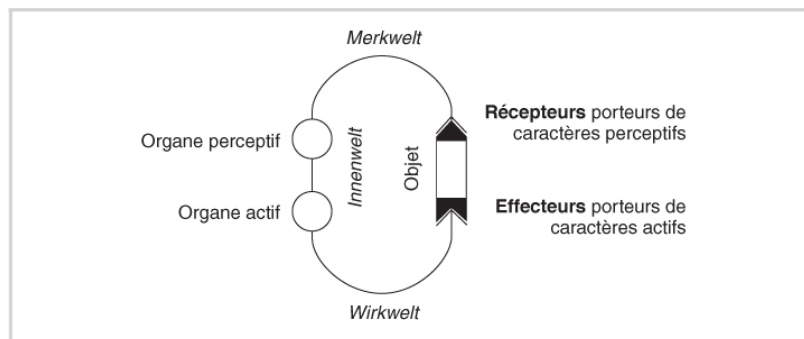 Merkwelt
Organe perceptif
Organe actif
Innenwelt
Objet
Récepteurs porteurs de
caractères perceptifs
Effecteurs porteurs de
caractères actifs
Wirkwelt